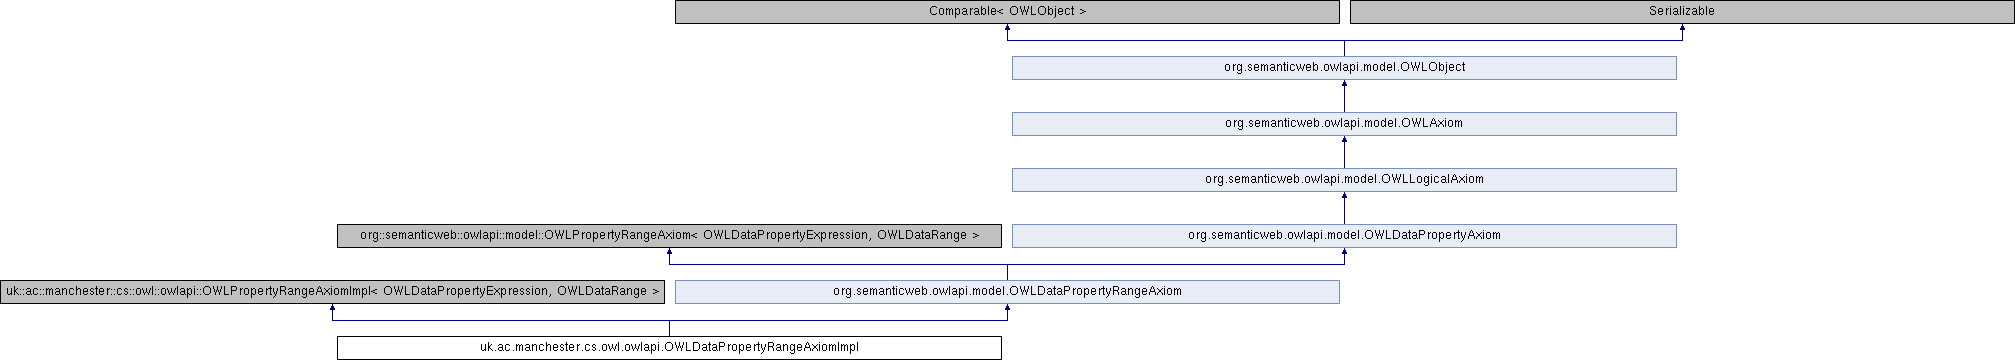 Comparable< OWLObject >
Serializable
org.semanticweb.owlapi.model.OWLObject
org.semanticweb.owlapi.model.OWLAxiom
org.semanticweb.owlapi.model.OWLLogicalAxiom
org::semanticweb::owlapi::model::OWLPropertyRangeAxiom< OWLDataPropertyExpression, OWLDataRange >
org.semanticweb.owlapi.model.OWLDataPropertyAxiom
uk::ac::manchester::cs::owl::owlapi::OWLPropertyRangeAxiomImpl< OWLDataPropertyExpression, OWLDataRange >
org.semanticweb.owlapi.model.OWLDataPropertyRangeAxiom
uk.ac.manchester.cs.owl.owlapi.OWLDataPropertyRangeAxiomImpl